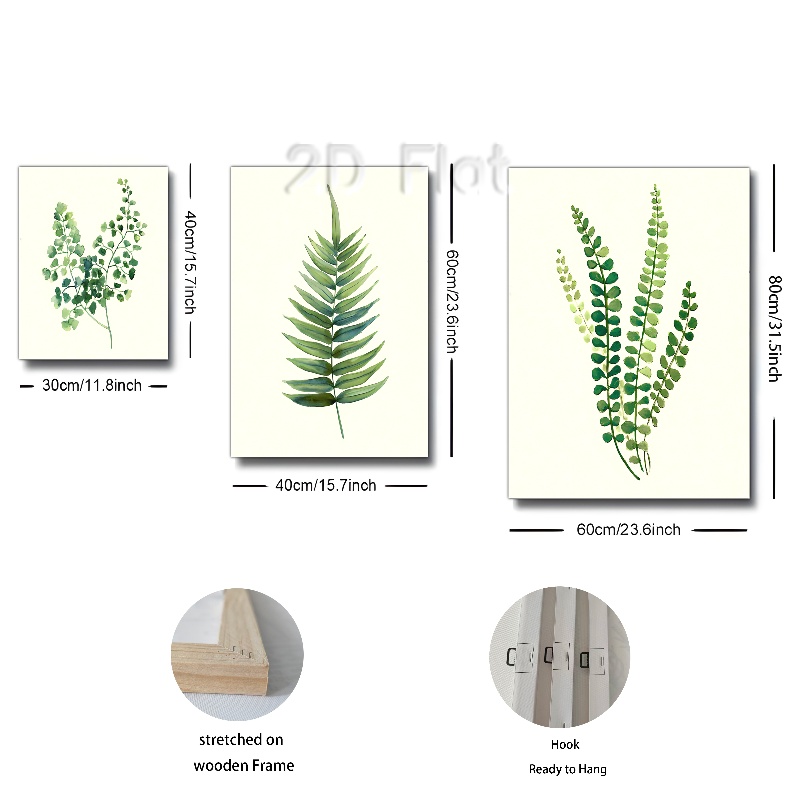 2D Flat
40cm/15.7inch
30cm/11.8inch
60cm/23.6inch
40cm/15.7inch
80cm/31.5inch
60cm/23.6inch
stretched on
wooden Frame
Hook
Ready to Hang